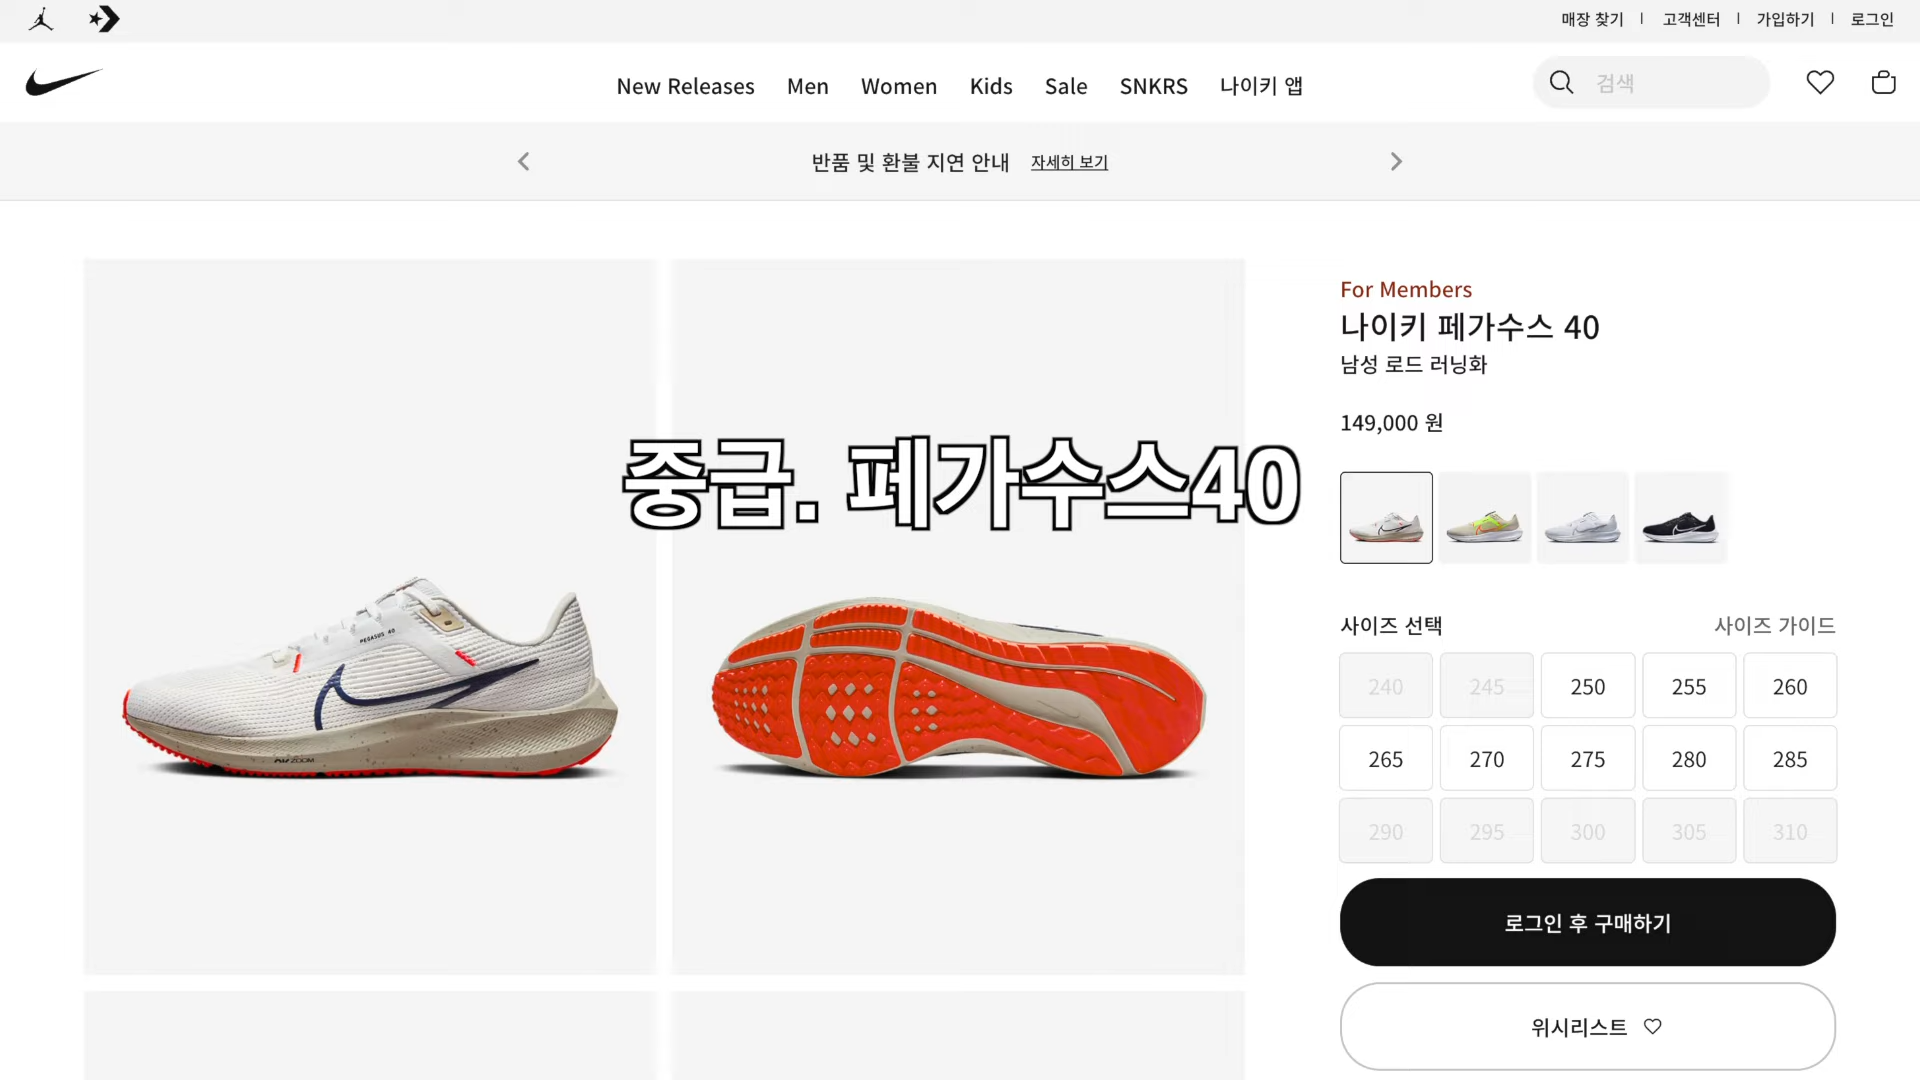 매장 찾기 | 고객센터 | 가입하기 | 로그인
New Releases Men Women Kids Sale SNKRS 나이키 앱
검색
반품 및 환불 지연 안내 자세히 보기
For Members
나이키 페가수스 40
남성 로드 러닝화
149,000 원
중급. 페가수스40
PEGASUS 40
ZOOM
사이즈 선택 사이즈 가이드
240 245 250 255 260
265 270 275 280 285
290 295 300 305 310
로그인 후 구매하기
위시리스트